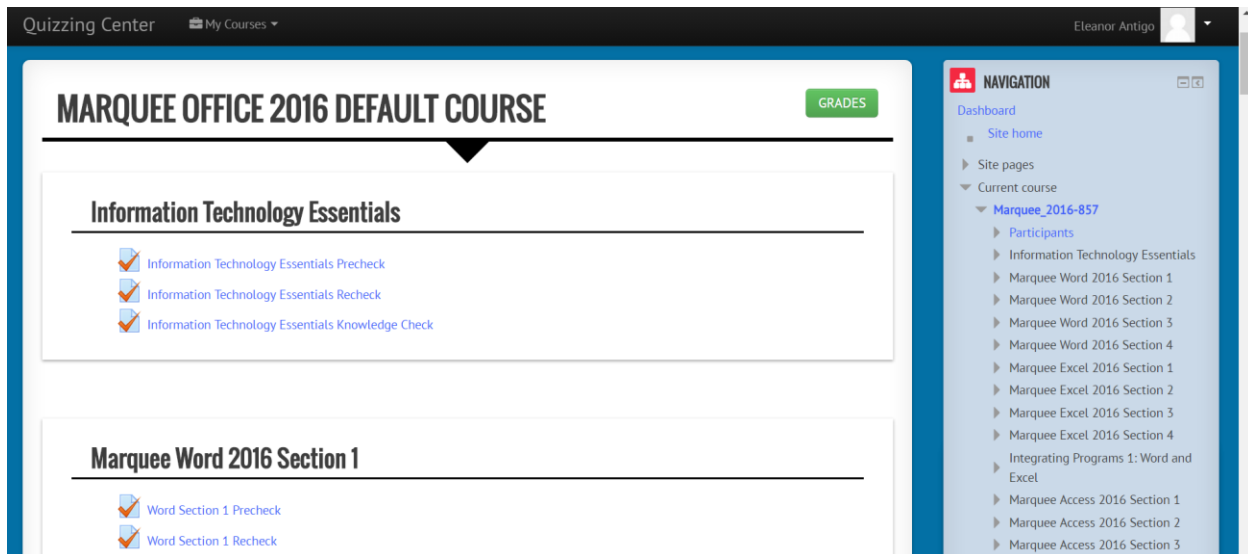 Quizzing Center
My Courses
Eleanor Antigo
MARQUEE OFFICE 2016 DEFAULT COURSE
GRADES
Information Technology Essentials
Information Technology Essentials Precheck
Information Technology Essentials Recheck
Information Technology Essentials Knowledge Check
Marquee Word 2016 Section 1
Word Section 1 Precheck
Word Section 1 Recheck
NAVIGATION
Dashboard
Site home
Site pages
Current course
Marquee_2016-857
Participants
Information Technology Essentials
Marquee Word 2016 Section 1
Marquee Word 2016 Section 2
Marquee Word 2016 Section 3
Marquee Word 2016 Section 4
Marquee Excel 2016 Section 1
Marquee Excel 2016 Section 2
Marquee Excel 2016 Section 3
Marquee Excel 2016 Section 4
Integrating Programs 1: Word and
Excel
Marquee Access 2016 Section 1
Marquee Access 2016 Section 2
Marquee Access 2016 Section 3